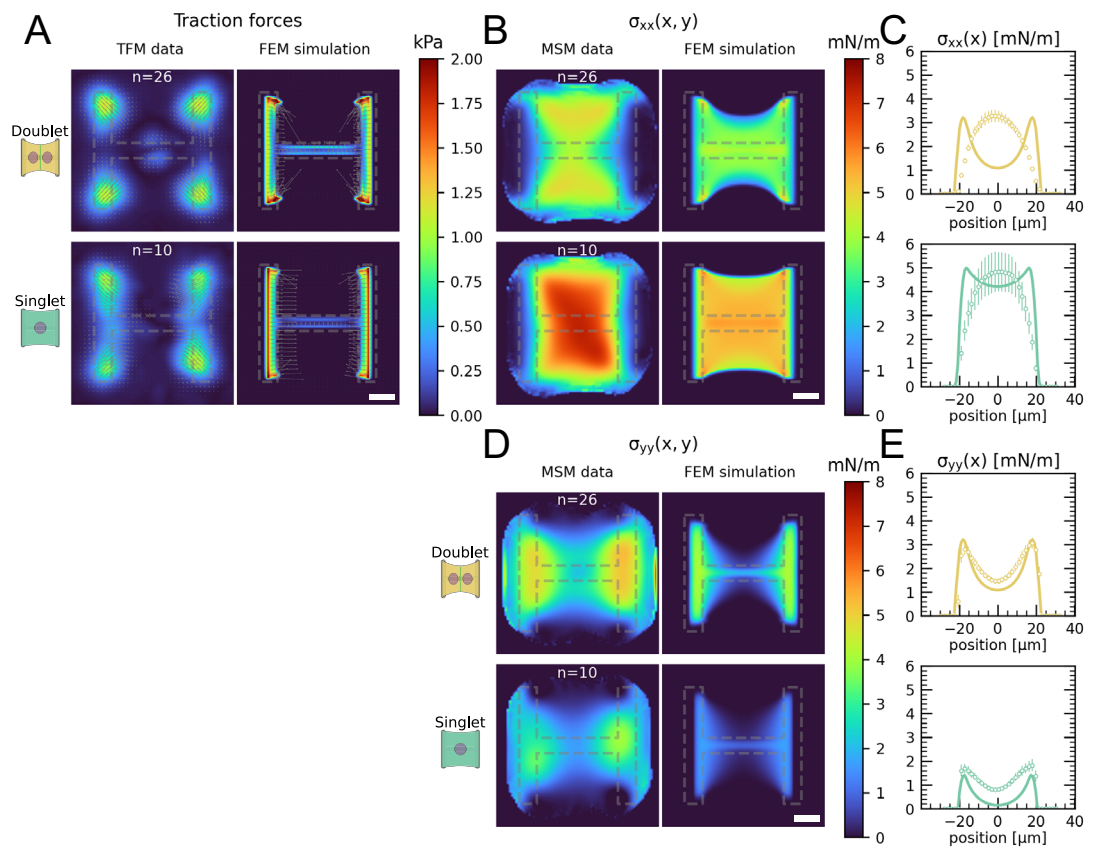 A
Traction forces
TFM data
FEM simulation
kPa
n=26
Doublet
n=10
Singlet
2.00
1.75
1.50
1.25
1.00
0.75
0.50
0.25
0.00
B
σxx(x, y)
MSM data
FEM simulation
mN/m
n=26
n=10
8
7
6
5
4
3
2
1
0
C
σxx(x) [mN/m]
6
5
4
3
2
1
0
−20
0
20
40
position [µm]
6
5
4
3
2
1
0
−20
0
20
40
position [µm]
D
σyy(x, y)
MSM data
FEM simulation
mN/m
n=26
Doublet
n=10
Singlet
8
7
6
5
4
3
2
1
0
E
σyy(x) [mN/m]
6
5
4
3
2
1
0
−20
0
20
40
position [µm]
6
5
4
3
2
1
0
−20
0
20
40
position [µm]